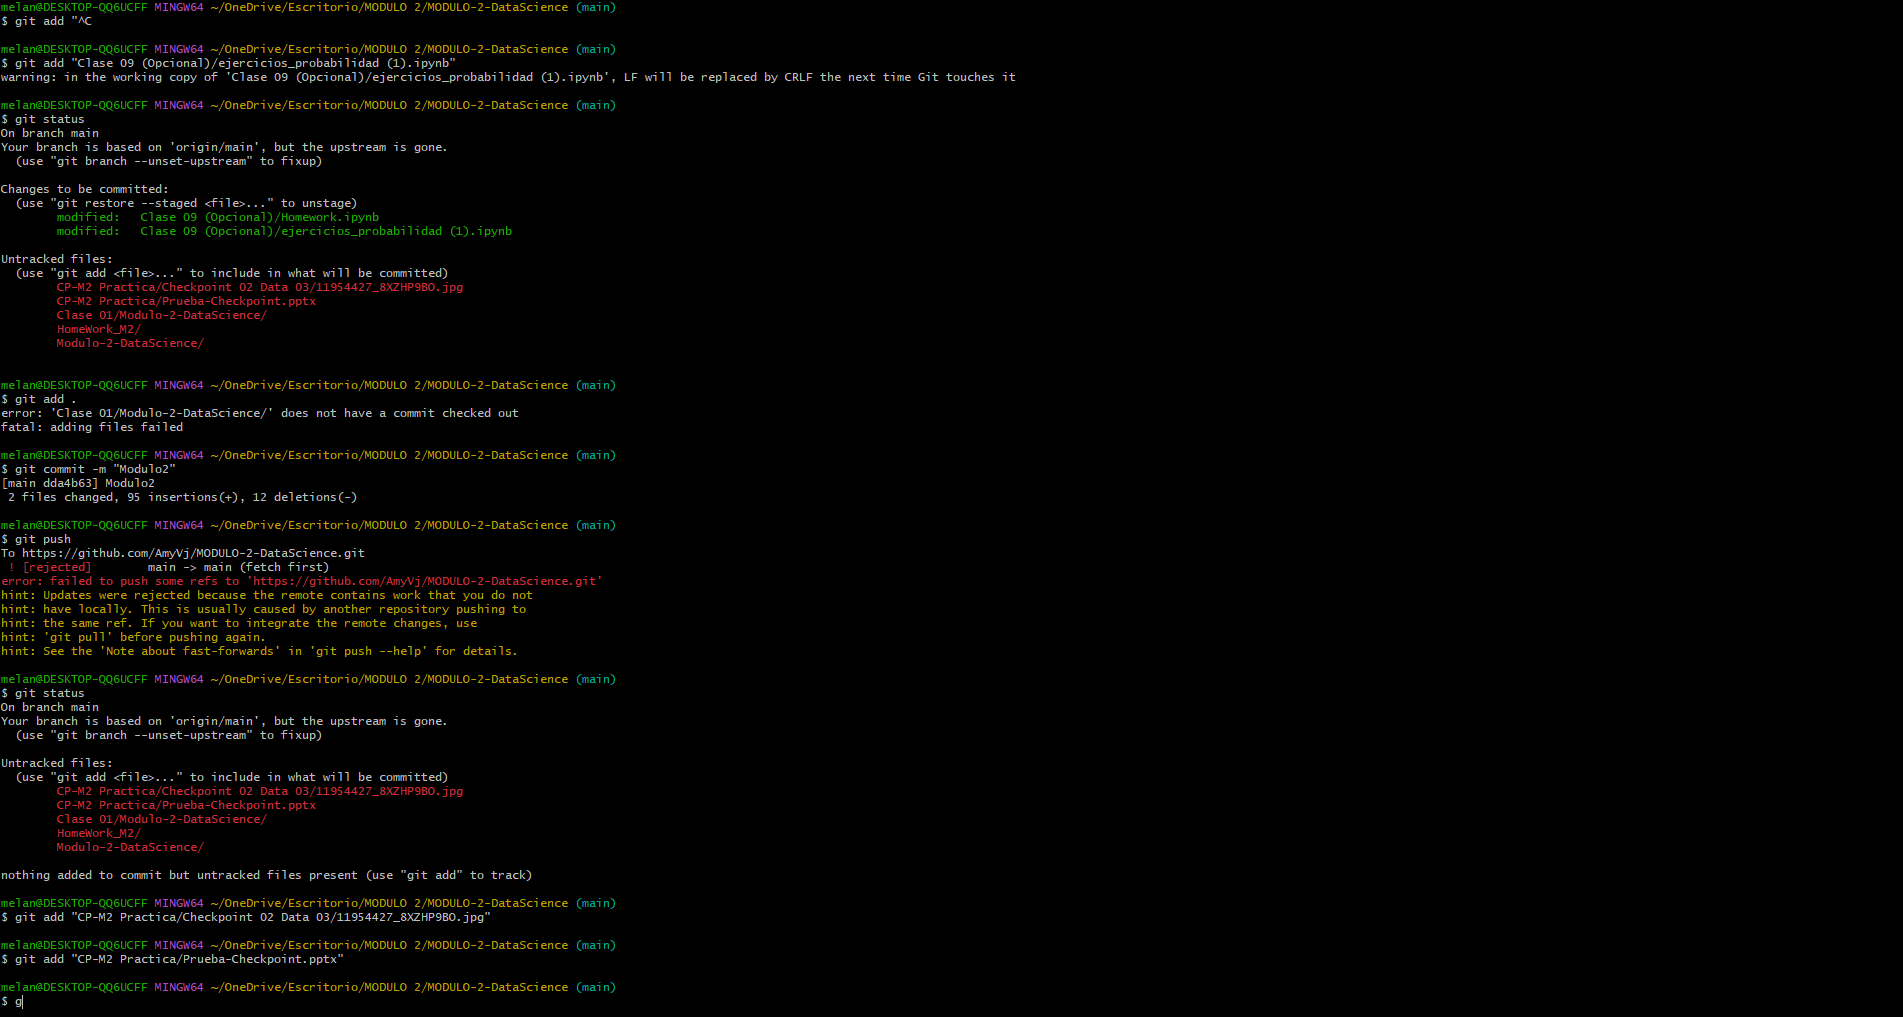 melan@DESKTOP-QQ6UCFF MINGW64 ~/OneDrive/Escritorio/MODULO 2/MODULO-2-DataScience (main)
$ git add "^C
melan@DESKTOP-QQ6UCFF MINGW64 ~/OneDrive/Escritorio/MODULO 2/MODULO-2-DataScience (main)
$ git add "Clase 09 (Opcional)/ejercicios_probabilidad (1).ipynb"
warning: in the working copy of 'Clase 09 (Opcional)/ejercicios_probabilidad (1).ipynb', LF will be replaced by CRLF the next time Git touches it
melan@DESKTOP-QQ6UCFF MINGW64 ~/OneDrive/Escritorio/MODULO 2/MODULO-2-DataScience (main)
$ git status
On branch main
Your branch is based on 'origin/main', but the upstream is gone.
  (use "git branch --unset-upstream" to fixup)
Changes to be committed:
  (use "git restore --staged <file>..." to unstage)
        modified:   Clase 09 (Opcional)/Homework.ipynb
        modified:   Clase 09 (Opcional)/ejercicios_probabilidad (1).ipynb
Untracked files:
  (use "git add <file>..." to include in what will be committed)
        CP-M2 Practica/Checkpoint 02 Data 03/11954427_8XZHP9BO.jpg
        CP-M2 Practica/Prueba-Checkpoint.pptx
        Clase 01/Modulo-2-DataScience/
        HomeWork_M2/
        Modulo-2-DataScience/
melan@DESKTOP-QQ6UCFF MINGW64 ~/OneDrive/Escritorio/MODULO 2/MODULO-2-DataScience (main)
$ git add .
error: 'Clase 01/Modulo-2-DataScience/' does not have a commit checked out
fatal: adding files failed
melan@DESKTOP-QQ6UCFF MINGW64 ~/OneDrive/Escritorio/MODULO 2/MODULO-2-DataScience (main)
$ git commit -m "Modulo2"
[main dda4b63] Modulo2
 2 files changed, 95 insertions(+), 12 deletions(-)
melan@DESKTOP-QQ6UCFF MINGW64 ~/OneDrive/Escritorio/MODULO 2/MODULO-2-DataScience (main)
$ git push
To https://github.com/AmyVj/MODULO-2-DataScience.git
 ! [rejected]        main -> main (fetch first)
error: failed to push some refs to 'https://github.com/AmyVj/MODULO-2-DataScience.git'
hint: Updates were rejected because the remote contains work that you do not
hint: have locally. This is usually caused by another repository pushing to
hint: the same ref. If you want to integrate the remote changes, use
hint: 'git pull' before pushing again.
hint: See the 'Note about fast-forwards' in 'git push --help' for details.
melan@DESKTOP-QQ6UCFF MINGW64 ~/OneDrive/Escritorio/MODULO 2/MODULO-2-DataScience (main)
$ git status
On branch main
Your branch is based on 'origin/main', but the upstream is gone.
  (use "git branch --unset-upstream" to fixup)
Untracked files:
  (use "git add <file>..." to include in what will be committed)
        CP-M2 Practica/Checkpoint 02 Data 03/11954427_8XZHP9BO.jpg
        CP-M2 Practica/Prueba-Checkpoint.pptx
        Clase 01/Modulo-2-DataScience/
        HomeWork_M2/
        Modulo-2-DataScience/
nothing added to commit but untracked files present (use "git add" to track)
melan@DESKTOP-QQ6UCFF MINGW64 ~/OneDrive/Escritorio/MODULO 2/MODULO-2-DataScience (main)
$ git add "CP-M2 Practica/Checkpoint 02 Data 03/11954427_8XZHP9BO.jpg"
melan@DESKTOP-QQ6UCFF MINGW64 ~/OneDrive/Escritorio/MODULO 2/MODULO-2-DataScience (main)
$ git add "CP-M2 Practica/Prueba-Checkpoint.pptx"
melan@DESKTOP-QQ6UCFF MINGW64 ~/OneDrive/Escritorio/MODULO 2/MODULO-2-DataScience (main)
$ g